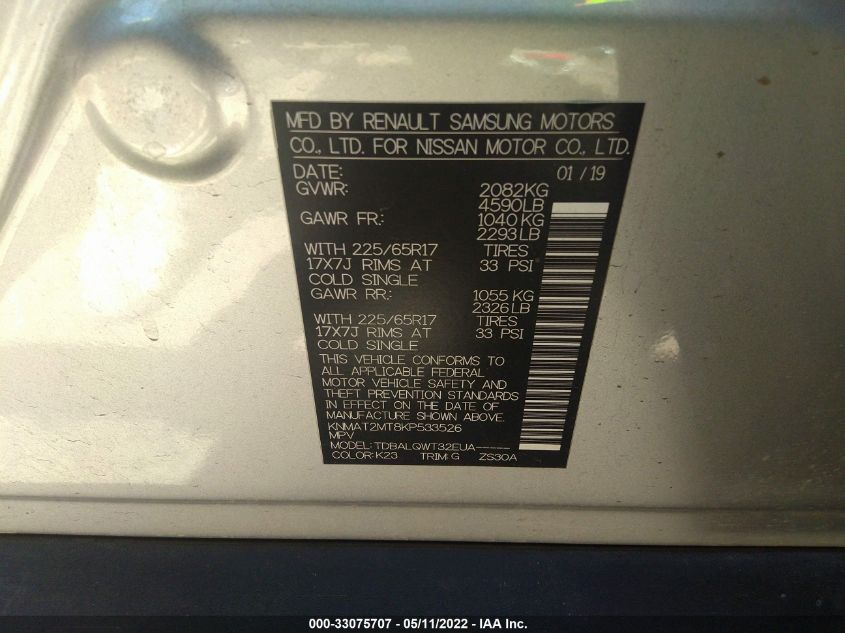 MFD BY RENAULT SAMSUNG MOTORS
CO., LTD. FOR NISSAN MOTOR CO., LTD.
DATE: 01 / 19
GVWR: 2082KG
4590LB
GAWR FR.: 1040 KG
2293 LB
WITH 225/65R17 TIRES
17X7J RIMS AT 33 PSI
COLD SINGLE
GAWR RR.: 1055 KG
2326 LB
WITH 225/65R17 TIRES
17X7J RIMS AT 33 PSI
COLD SINGLE
THIS VEHICLE CONFORMS TO
ALL APPLICABLE FEDERAL
MOTOR VEHICLE SAFETY AND
THEFT PREVENTION STANDARDS
IN EFFECT ON THE DATE OF
MANUFACTURE SHOWN ABOVE.
KNMAT2MT8KP533526
MPV
MODEL:TDBALQWT32EUA-----
COLOR:K23 TRIM:G ZS30A
000-33075707 - 05/11/2022 - IAA Inc.